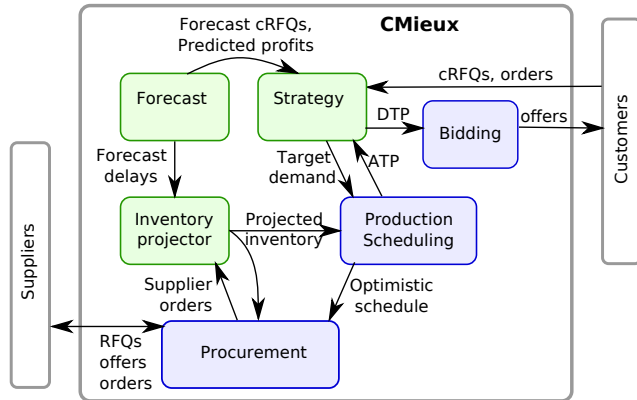 Forecast cRFQs,
Predicted profits
CMieux
cRFQs, orders
Forecast
Strategy
DTP
Bidding
offers
Customers
Forecast
delays
Target
demand
ATP
Suppliers
Inventory
projector
Projected
inventory
Production
Scheduling
Supplier
orders
Optimistic
schedule
RFQs
offers
orders
Procurement